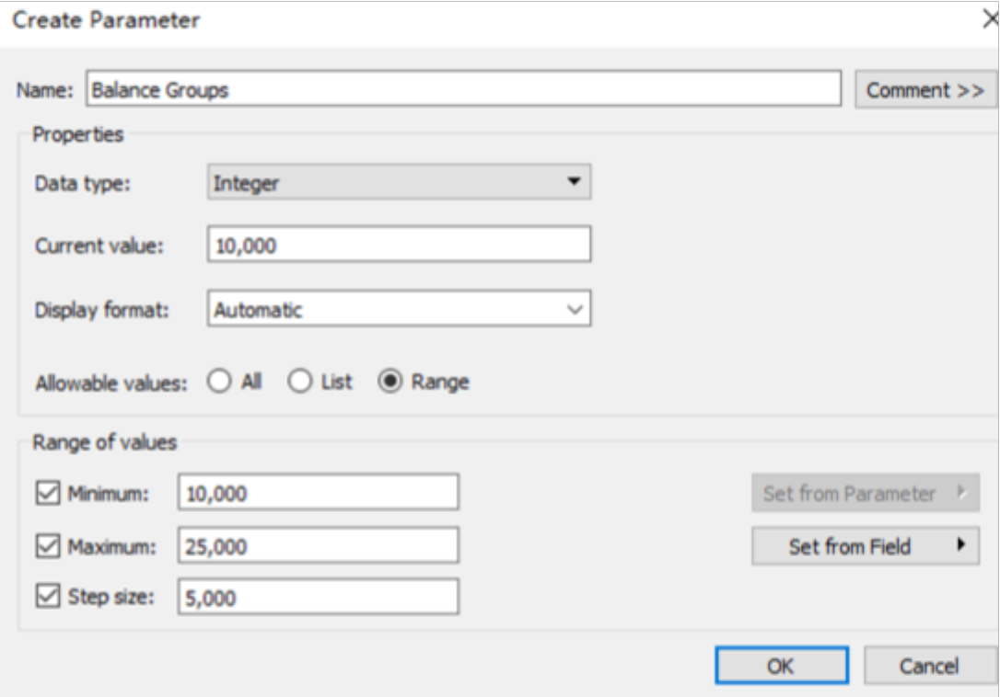 Create Parameter
Name: Balance Groups Comment >>
Properties
Data type: Integer
Current value: 10,000
Display format: Automatic
Allowable values: All List Range
Range of values
Minimum: 10,000 Set from Parameter
Maximum: 25,000 Set from Field
Step size: 5,000
OK Cancel